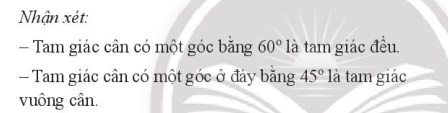 Nhận xét:
– Tam giác cân có một góc bằng 60° là tam giác đều.
– Tam giác cân có một góc ở đáy bằng 45° là tam giác
vuông cân.